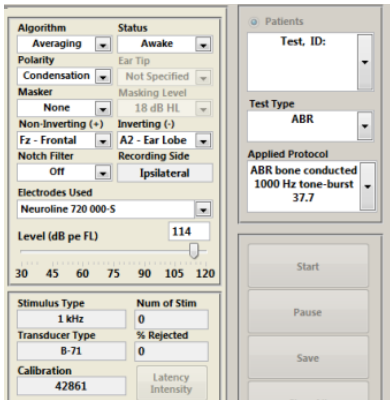 Algorithm Status
Averaging Awake
Polarity Ear Tip
Condensation Not Specified
Masker Masking Level
None 18 dB HL
Non-Inverting (+) Inverting (-)
Fz - Frontal A2 - Ear Lobe
Notch Filter Recording Side
Off Ipsilateral
Electrodes Used
Neuroline 720 000-S
Level (dB pe FL) 114
30 45 60 75 90 105 120
Stimulus Type Num of Stim
1 kHz 0
Transducer Type % Rejected
B-71 0
Calibration
42861
Latency
Intensity
Patients
Test, ID:
Test Type
ABR
Applied Protocol
ABR bone conducted
1000 Hz tone-burst
37.7
Start
Pause
Save